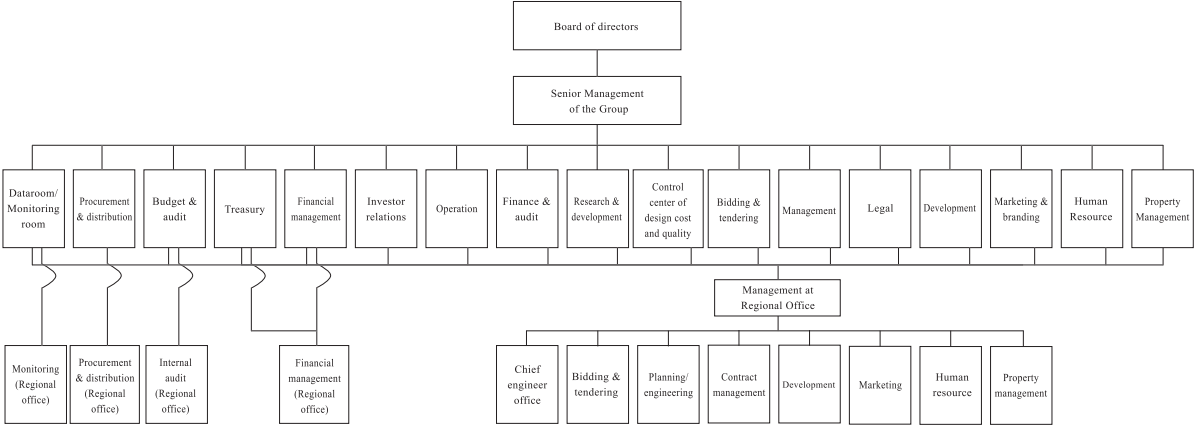 Board of directors
Senior Management
of the Group
Dataroom/
Monitoring
room
Procurement
& distribution
Budget &
audit
Treasury
Financial
management
Investor
relations
Operation
Finance &
audit
Research &
development
Control
center of
design cost
and quality
Bidding &
tendering
Management
Legal
Development
Marketing &
branding
Human
Resource
Property
Management
Management at
Regional Office
Monitoring
(Regional
office)
Procurement
& distribution
(Regional
office)
Internal
audit
(Regional
office)
Financial
management
(Regional
office)
Chief
engineer
office
Bidding &
tendering
Planning/
engineering
Contract
management
Development
Marketing
Human
resource
Property
management